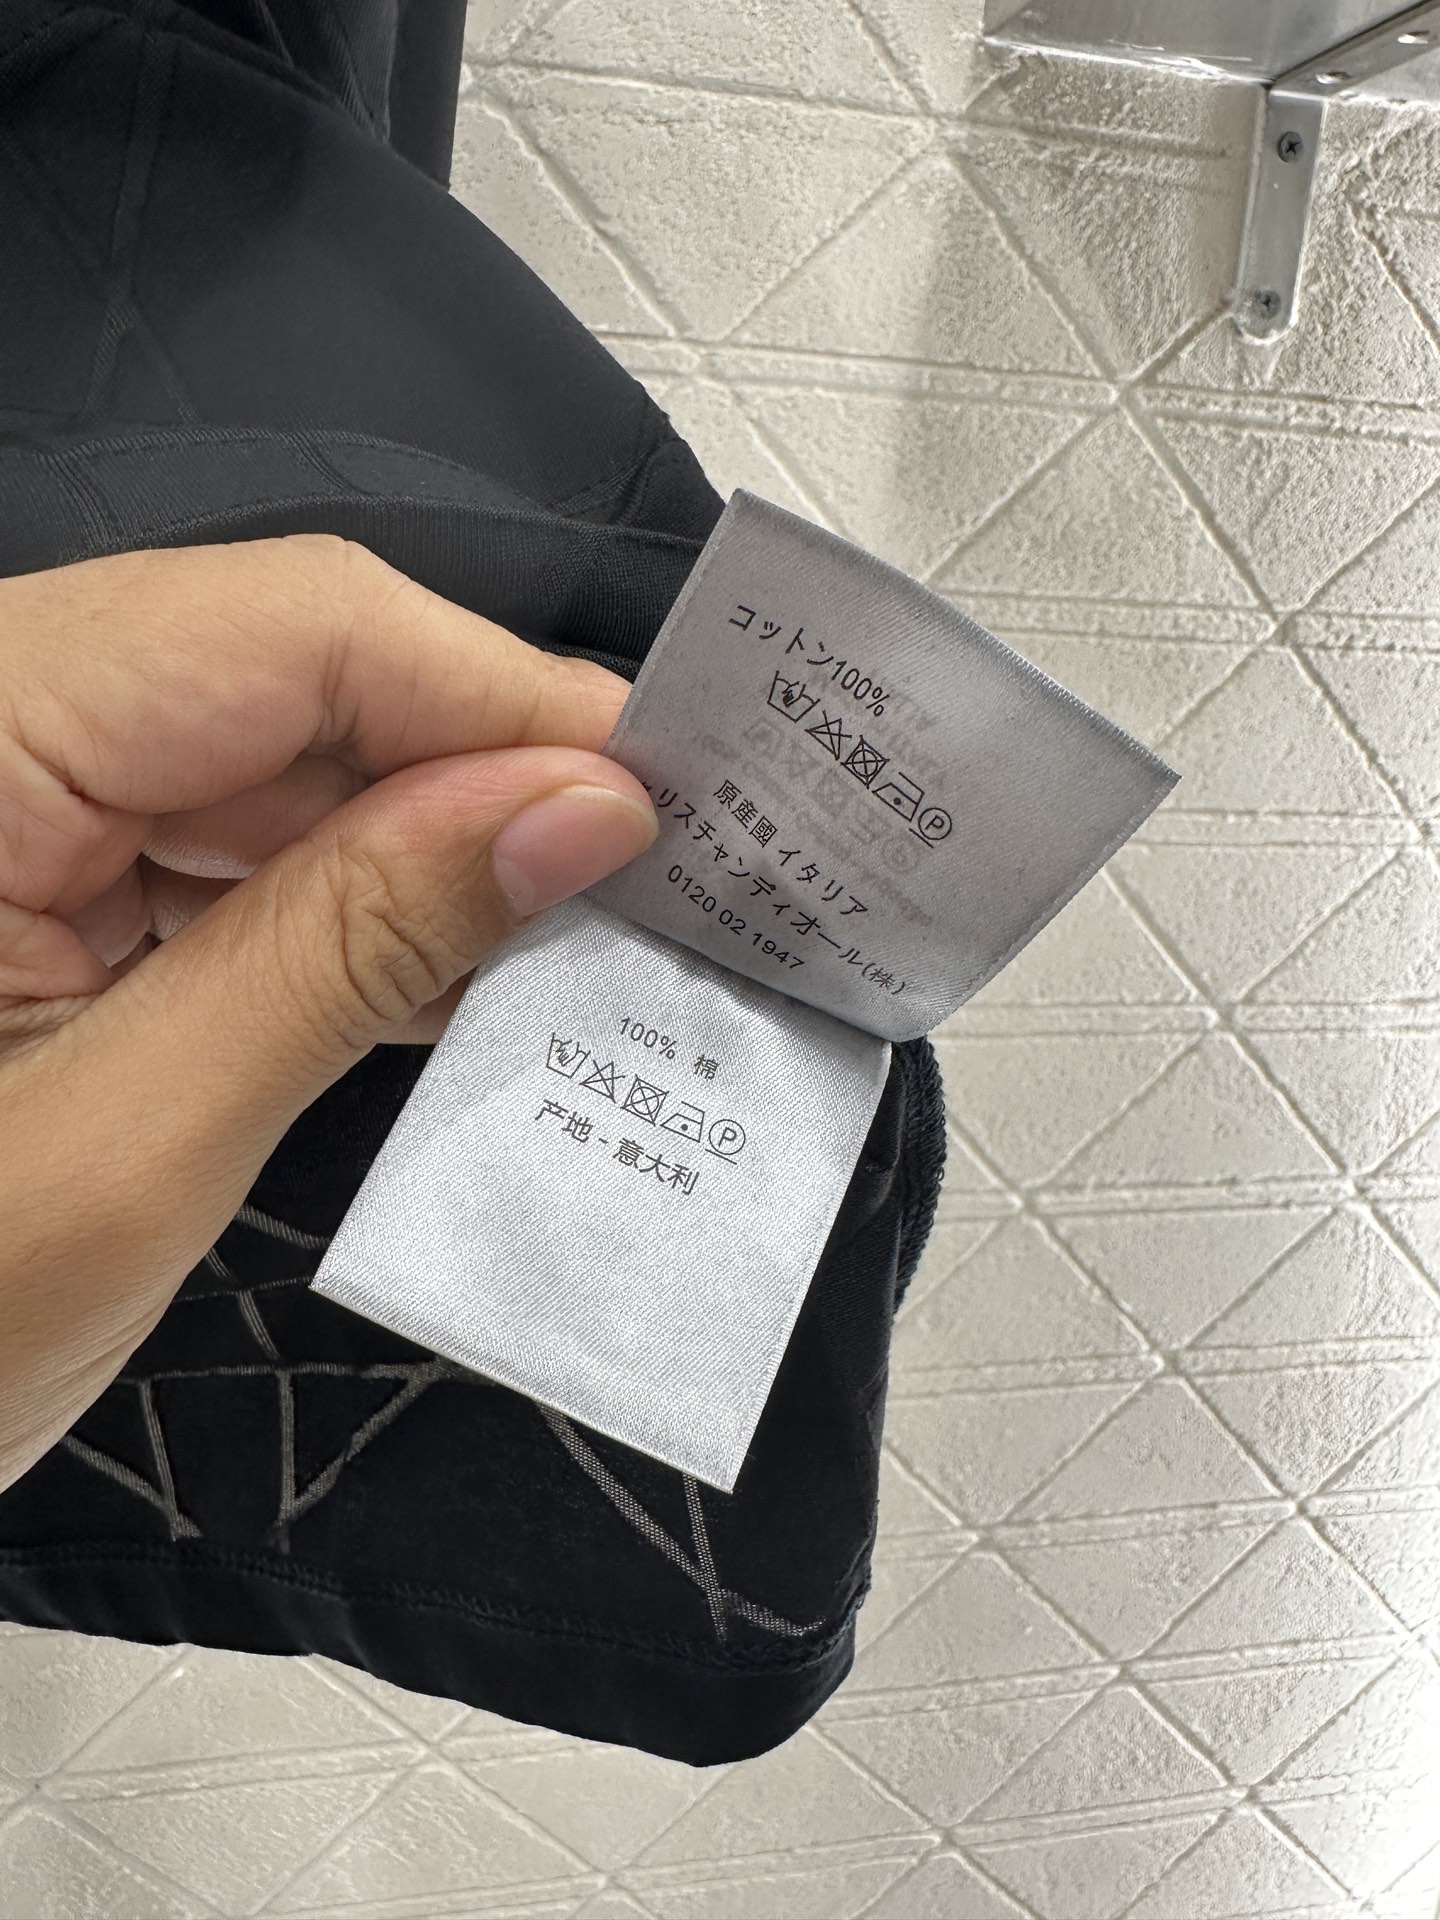 コットン100%
P
原産國 イタリア
リスチャンディオール(株)
0120 02 1947
100% 棉
P
产地 - 意大利